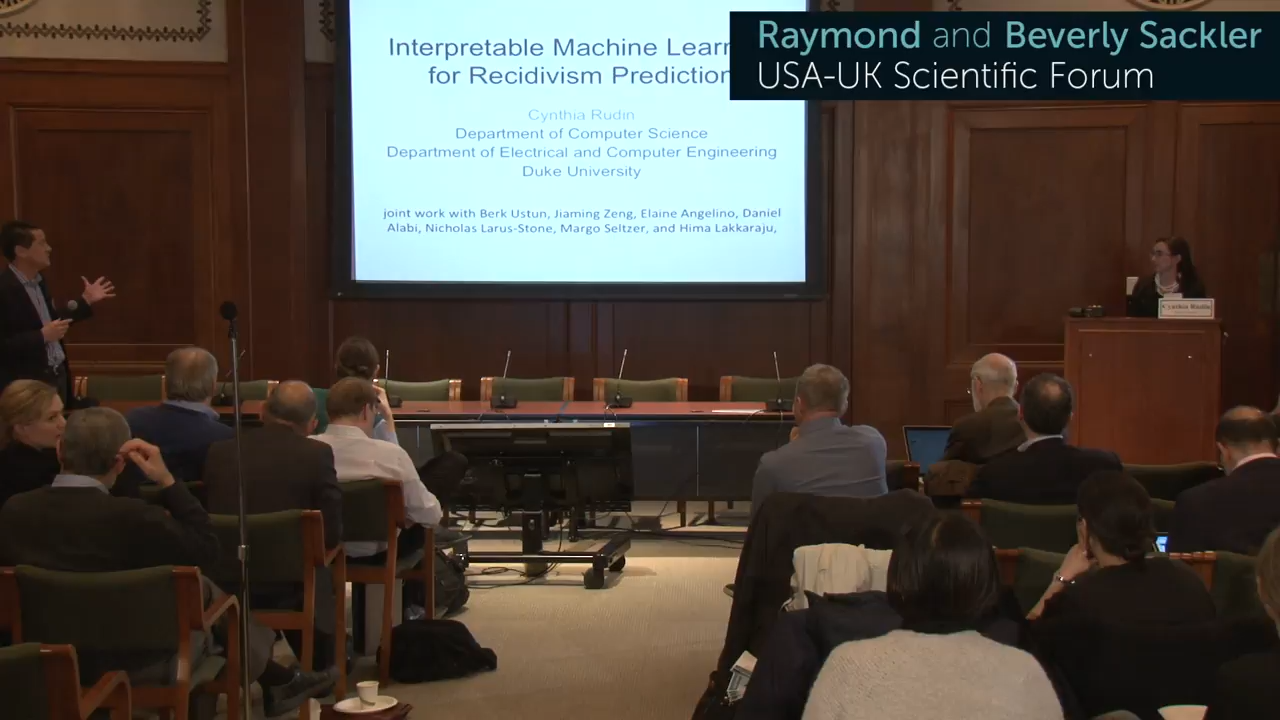 Raymond and Beverly Sackler
USA-UK Scientific Forum
Interpretable Machine Learn
for Recidivism Prediction
Cynthia Rudin
Department of Computer Science
Department of Electrical and Computer Engineering
Duke University
joint work with Berk Ustun, Jiaming Zeng, Elaine Angelino, Daniel
Alabi, Nicholas Larus-Stone, Margo Seltzer, and Hima Lakkaraju,
Cynthia Rudin